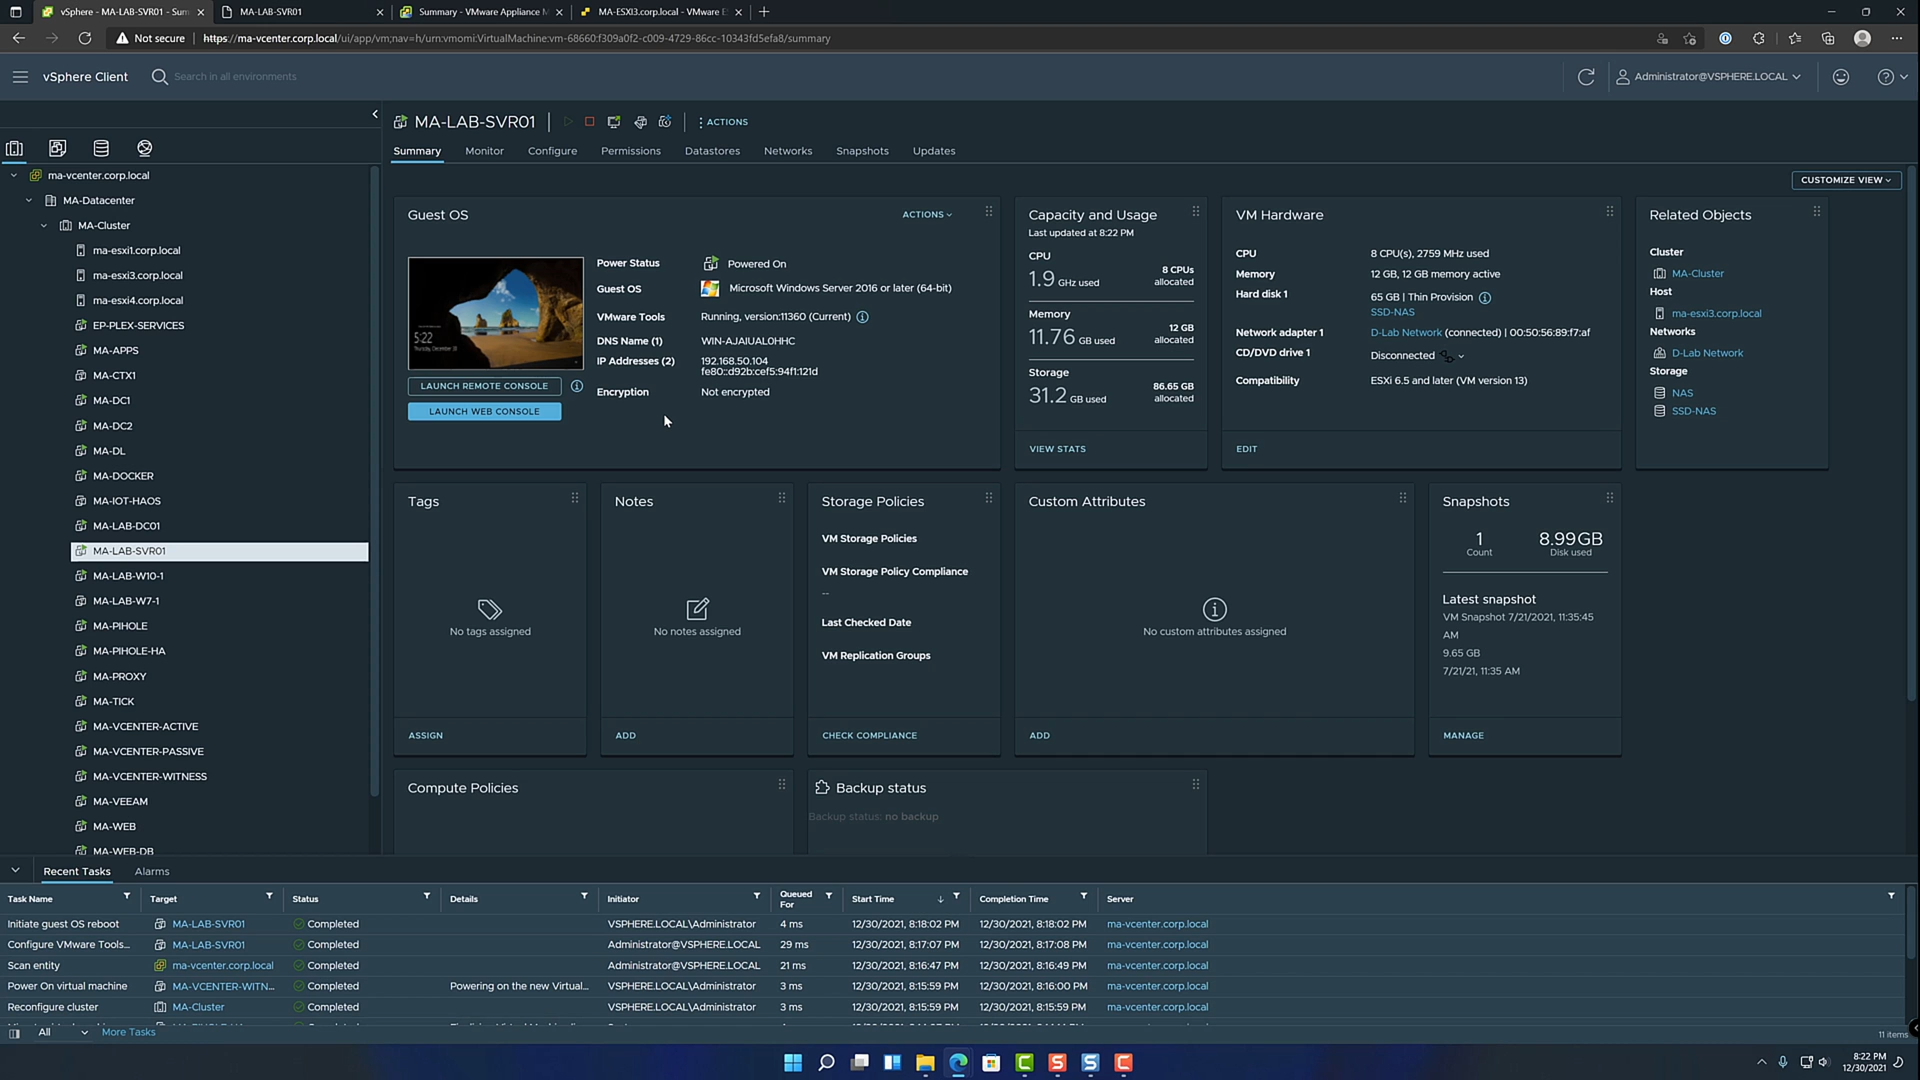 vSphere - MA-LAB-SVR01 - Sum
MA-LAB-SVR01
Summary - VMware Appliance M
MA-ESXI3.corp.local - VMware E
Not secure
https://ma-vcenter.corp.local/ui/app/vm;nav=h/urn:vmomi:VirtualMachine:vm-68660:f309a0f2-c009-4729-86cc-10343fd5efa8/summary
vSphere Client
Search in all environments
Administrator@VSPHERE.LOCAL
MA-LAB-SVR01
ACTIONS
Summary
Monitor
Configure
Permissions
Datastores
Networks
Snapshots
Updates
CUSTOMIZE VIEW
ma-vcenter.corp.local
MA-Datacenter
MA-Cluster
ma-esxi1.corp.local
ma-esxi3.corp.local
ma-esxi4.corp.local
EP-PLEX-SERVICES
MA-APPS
MA-CTX1
MA-DC1
MA-DC2
MA-DL
MA-DOCKER
MA-IOT-HAOS
MA-LAB-DC01
MA-LAB-SVR01
MA-LAB-W10-1
MA-LAB-W7-1
MA-PIHOLE
MA-PIHOLE-HA
MA-PROXY
MA-TICK
MA-VCENTER-ACTIVE
MA-VCENTER-PASSIVE
MA-VCENTER-WITNESS
MA-VEEAM
MA-WEB
MA-WEB-DB
Guest OS
ACTIONS
5:22
Thursday, December 30
LAUNCH REMOTE CONSOLE
LAUNCH WEB CONSOLE
Power Status
Powered On
Guest OS
Microsoft Windows Server 2016 or later (64-bit)
VMware Tools
Running, version:11360 (Current)
DNS Name (1)
WIN-AJAIUAL0HHC
IP Addresses (2)
192.168.50.104
fe80::d92b:cef5:94f1:121d
Encryption
Not encrypted
Capacity and Usage
Last updated at 8:22 PM
CPU
1.9 GHz used
8 CPUs
allocated
Memory
11.76 GB used
12 GB
allocated
Storage
31.2 GB used
86.65 GB
allocated
VIEW STATS
VM Hardware
CPU
8 CPU(s), 2759 MHz used
Memory
12 GB, 12 GB memory active
Hard disk 1
65 GB | Thin Provision
SSD-NAS
Network adapter 1
D-Lab Network (connected) | 00:50:56:89:f7:af
CD/DVD drive 1
Disconnected
Compatibility
ESXi 6.5 and later (VM version 13)
EDIT
Related Objects
Cluster
MA-Cluster
Host
ma-esxi3.corp.local
Networks
D-Lab Network
Storage
NAS
SSD-NAS
Tags
No tags assigned
ASSIGN
Notes
No notes assigned
ADD
Storage Policies
VM Storage Policies
VM Storage Policy Compliance
--
Last Checked Date
VM Replication Groups
CHECK COMPLIANCE
Custom Attributes
No custom attributes assigned
ADD
Snapshots
1
Count
8.99 GB
Disk used
Latest snapshot
VM Snapshot 7/21/2021, 11:35:45
AM
9.65 GB
7/21/21, 11:35 AM
MANAGE
Compute Policies
Backup status
Backup status: no backup
Recent Tasks
Alarms
Task Name Target Status Details Initiator Queued For Start Time Completion Time Server
Initiate guest OS reboot MA-LAB-SVR01 Completed VSPHERE.LOCAL\Administrator 4 ms 12/30/2021, 8:18:02 PM 12/30/2021, 8:18:02 PM ma-vcenter.corp.local
Configure VMware Tools... MA-LAB-SVR01 Completed Administrator@VSPHERE.LOCAL 29 ms 12/30/2021, 8:17:07 PM 12/30/2021, 8:17:08 PM ma-vcenter.corp.local
Scan entity ma-vcenter.corp.local Completed Administrator@VSPHERE.LOCAL 21 ms 12/30/2021, 8:16:47 PM 12/30/2021, 8:16:49 PM ma-vcenter.corp.local
Power On virtual machine MA-VCENTER-WITN... Completed Powering on the new Virtual... VSPHERE.LOCAL\Administrator 3 ms 12/30/2021, 8:15:59 PM 12/30/2021, 8:16:00 PM ma-vcenter.corp.local
Reconfigure cluster MA-Cluster Completed VSPHERE.LOCAL\Administrator 3 ms 12/30/2021, 8:15:59 PM 12/30/2021, 8:15:59 PM ma-vcenter.corp.local
All
More Tasks
11 items
8:22 PM
12/30/2021